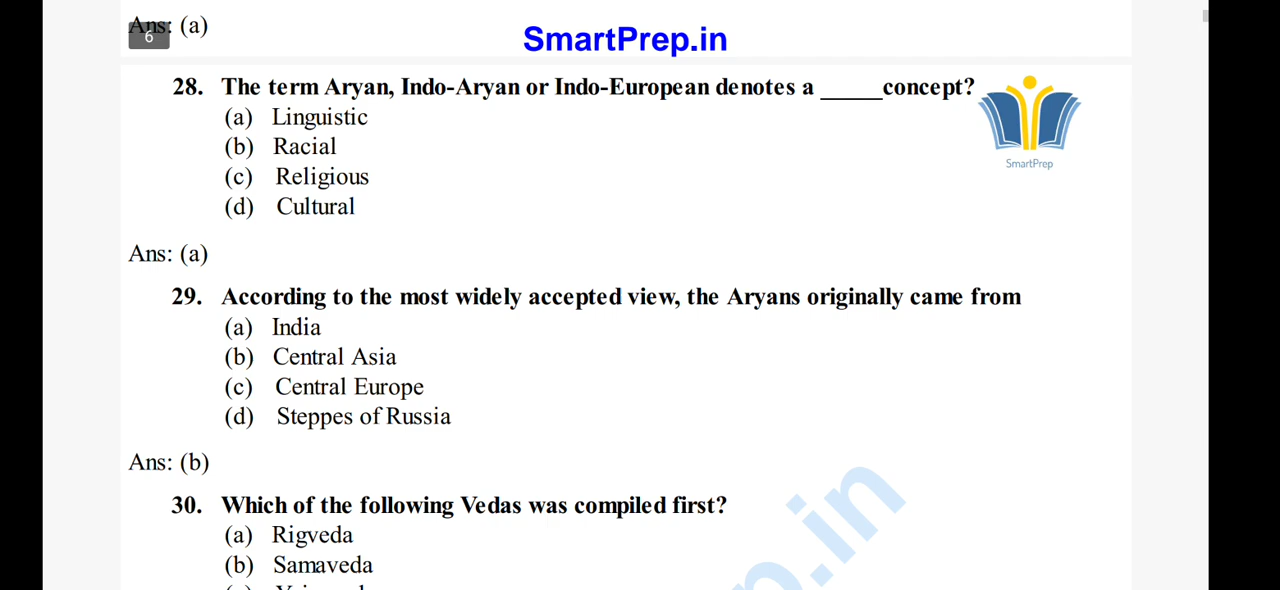 Ans: (a)
6
SmartPrep.in
28. The term Aryan, Indo-Aryan or Indo-European denotes a _____concept?
(a) Linguistic
(b) Racial
(c) Religious
(d) Cultural
SmartPrep
Ans: (a)
29. According to the most widely accepted view, the Aryans originally came from
(a) India
(b) Central Asia
(c) Central Europe
(d) Steppes of Russia
Ans: (b)
30. Which of the following Vedas was compiled first?
(a) Rigveda
(b) Samaveda
p.in